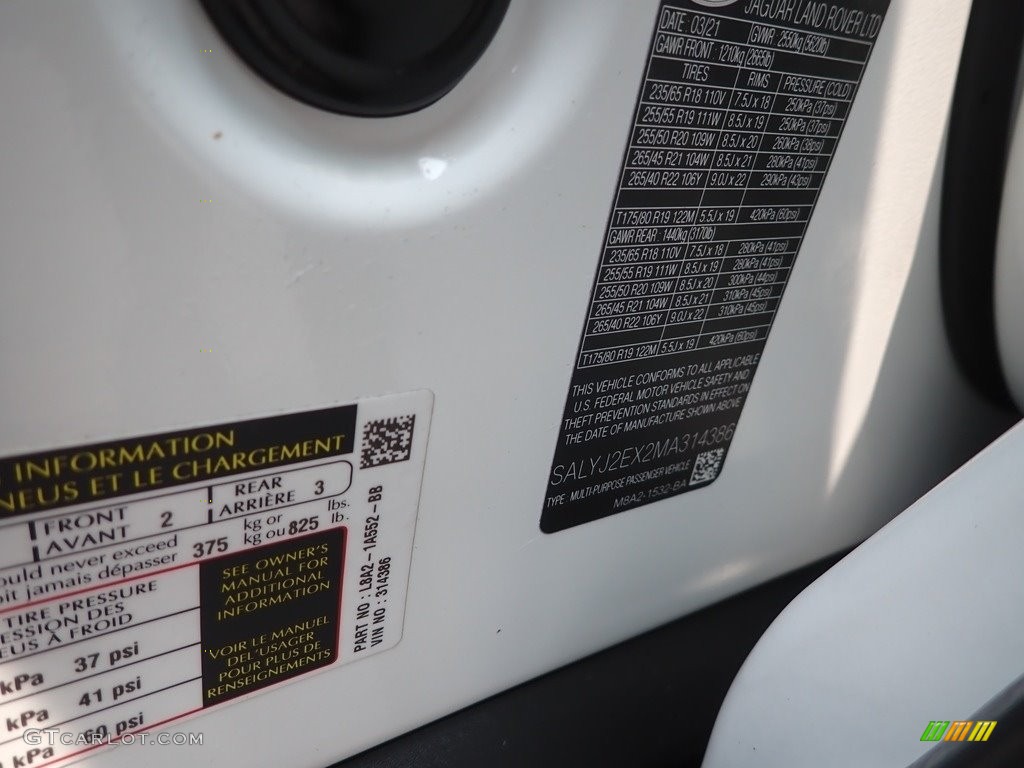 JAGUAR LAND ROVER LTD
DATE: 03/21 GVWR 2550kg (5620lb)
GAWR FRONT 1210kg (2665lb)
TIRES RIMS PRESSURE (COLD)
235/65 R18 110V 7.5J x 18 250kPa (37psi)
255/55 R19 111W 8.5J x 19 250kPa (37psi)
255/50 R20 109W 8.5J x 20 260kPa (38psi)
265/45 R21 104W 8.5J x 21 280kPa (41psi)
265/40 R22 106Y 9.0J x 22 290kPa (43psi)
T175/80 R19 122M 5.5J x 19 420kPa (60psi)
GAWR REAR 1440kg (3170lb)
235/65 R18 110V 7.5J x 18 280kPa (41psi)
255/55 R19 111W 8.5J x 19 280kPa (41psi)
255/50 R20 109W 8.5J x 20 300kPa (44psi)
265/45 R21 104W 8.5J x 21 310kPa (45psi)
265/40 R22 106Y 9.0J x 22 310kPa (45psi)
T175/80 R19 122M 5.5J x 19 420kPa (60psi)
THIS VEHICLE CONFORMS TO ALL APPLICABLE
U.S. FEDERAL MOTOR VEHICLE SAFETY AND
THEFT PREVENTION STANDARDS IN EFFECT ON
THE DATE OF MANUFACTURE SHOWN ABOVE
SALYJ2EX2MA314386
TYPE: MULTI-PURPOSE PASSENGER VEHICLE
M8A2-1532-BA
INFORMATION
NEUS ET LE CHARGEMENT
FRONT 2 REAR 3
AVANT ARRIÈRE
ould never exceed 375 kg or 825 lbs.
oit jamais dépasser kg ou lb.
TIRE PRESSURE
ESSION DES
EUS À FROID
kPa 37 psi
kPa 41 psi
kPa 60 psi
SEE OWNER'S
MANUAL FOR
ADDITIONAL
INFORMATION
VOIR LE MANUEL
DEL'USAGER
POUR PLUS DE
RENSEIGNEMENTS
PART NO : L8A2-1A552-BB
VIN NO : 314386
GTcarlot.com